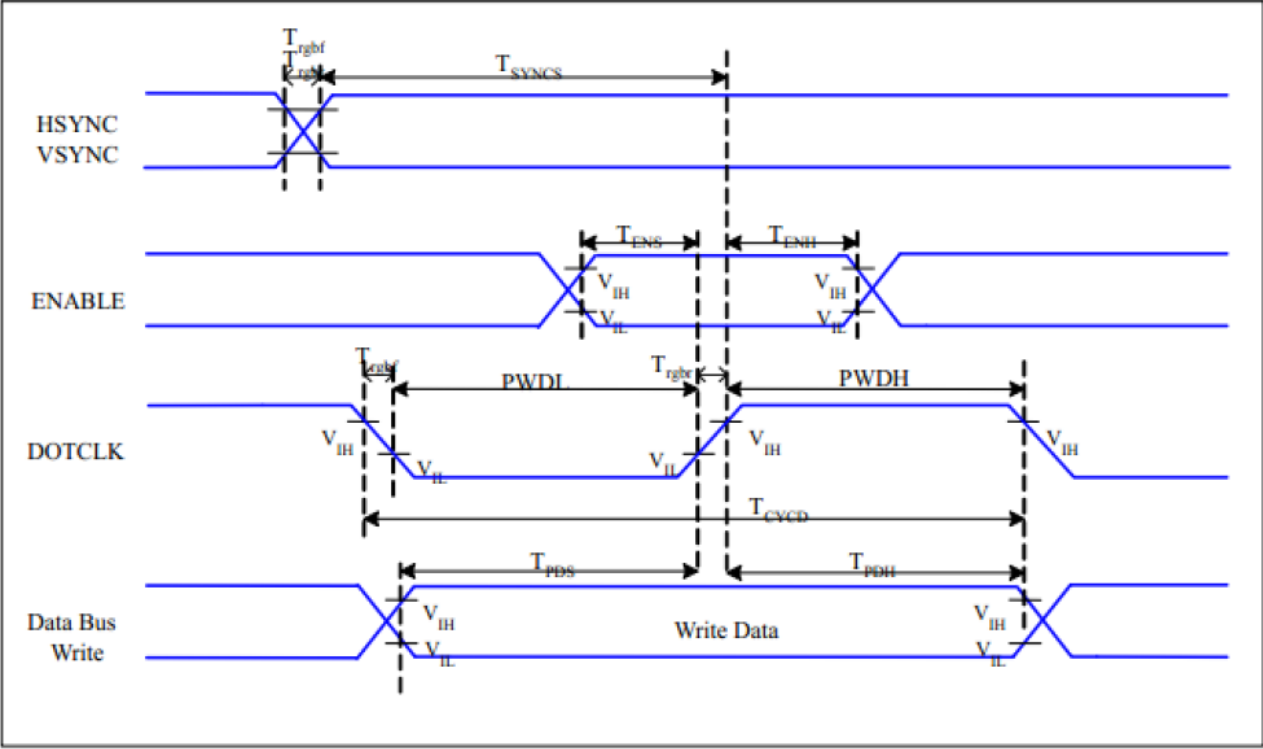 Trgbf
Trgbr
TSYNCS
HSYNC
VSYNC
TENS
TENH
VIH
VIH
ENABLE
VIL
VIL
Trgbf
Trgbr
PWDL
PWDH
VIH
VIH
VIH
DOTCLK
VIL
VIL
TCYCD
TPDS
TPDH
VIH
VIH
Data Bus
Write Data
Write
VIL
VIL